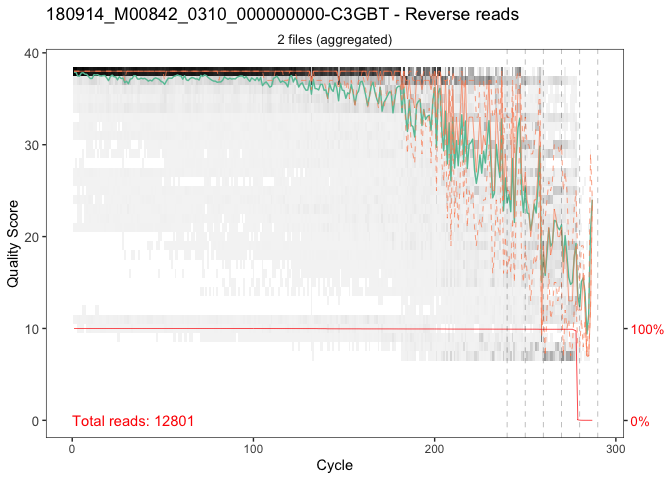 180914_M00842_0310_000000000-C3GBT - Reverse reads
2 files (aggregated)
40
30
20
10
0
Quality Score
100%
0%
Total reads: 12801
0
100
200
300
Cycle